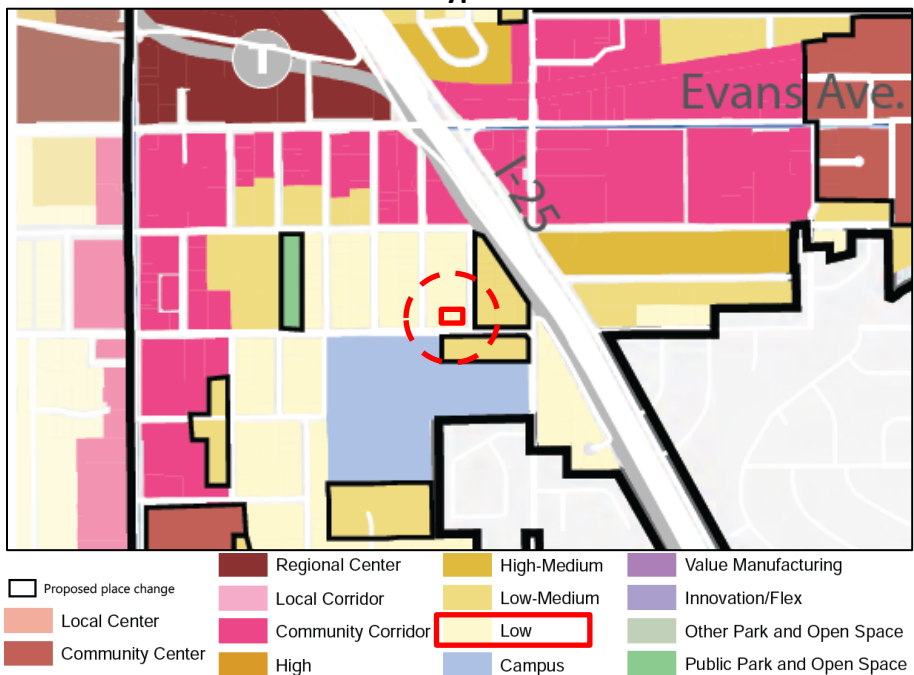 T
Evans Ave.
I-25
Proposed place change
Local Center
Community Center
Regional Center
Local Corridor
Community Corridor
High
High-Medium
Low-Medium
Low
Campus
Value Manufacturing
Innovation/Flex
Other Park and Open Space
Public Park and Open Space